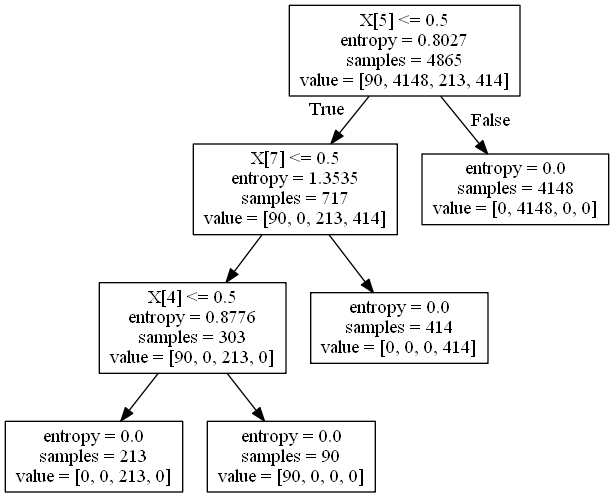 X[5] <= 0.5
entropy = 0.8027
samples = 4865
value = [90, 4148, 213, 414]
True
False
X[7] <= 0.5
entropy = 1.3535
samples = 717
value = [90, 0, 213, 414]
entropy = 0.0
samples = 4148
value = [0, 4148, 0, 0]
X[4] <= 0.5
entropy = 0.8776
samples = 303
value = [90, 0, 213, 0]
entropy = 0.0
samples = 414
value = [0, 0, 0, 414]
entropy = 0.0
samples = 213
value = [0, 0, 213, 0]
entropy = 0.0
samples = 90
value = [90, 0, 0, 0]